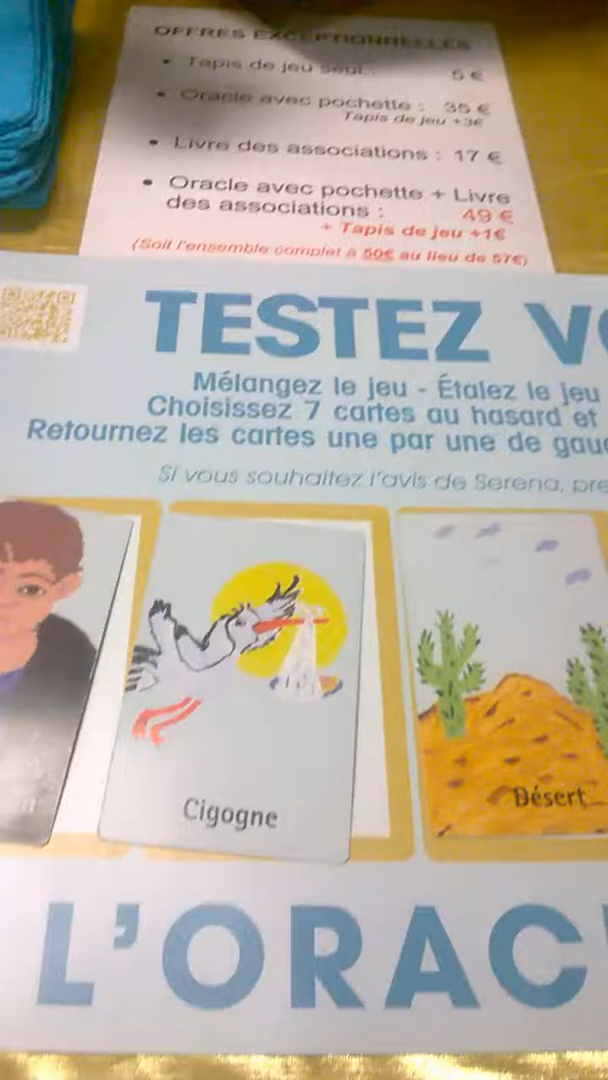 OFFRES EXCEPTIONNELLES
• Tapis de jeu seul : 5 €
• Oracle avec pochette : 35 €
Tapis de jeu +3€
• Livre des associations : 17 €
• Oracle avec pochette + Livre
des associations : 49 €
+ Tapis de jeu +1€
(Soit l'ensemble complet à 50€ au lieu de 57€)
TESTEZ
Mélangez le jeu - Étalez le jeu
Choisissez 7 cartes au hasard et
Retournez les cartes une par une de
Si vous souhaitez l'avis de Serena,
Cigogne
Désert
L'ORAC